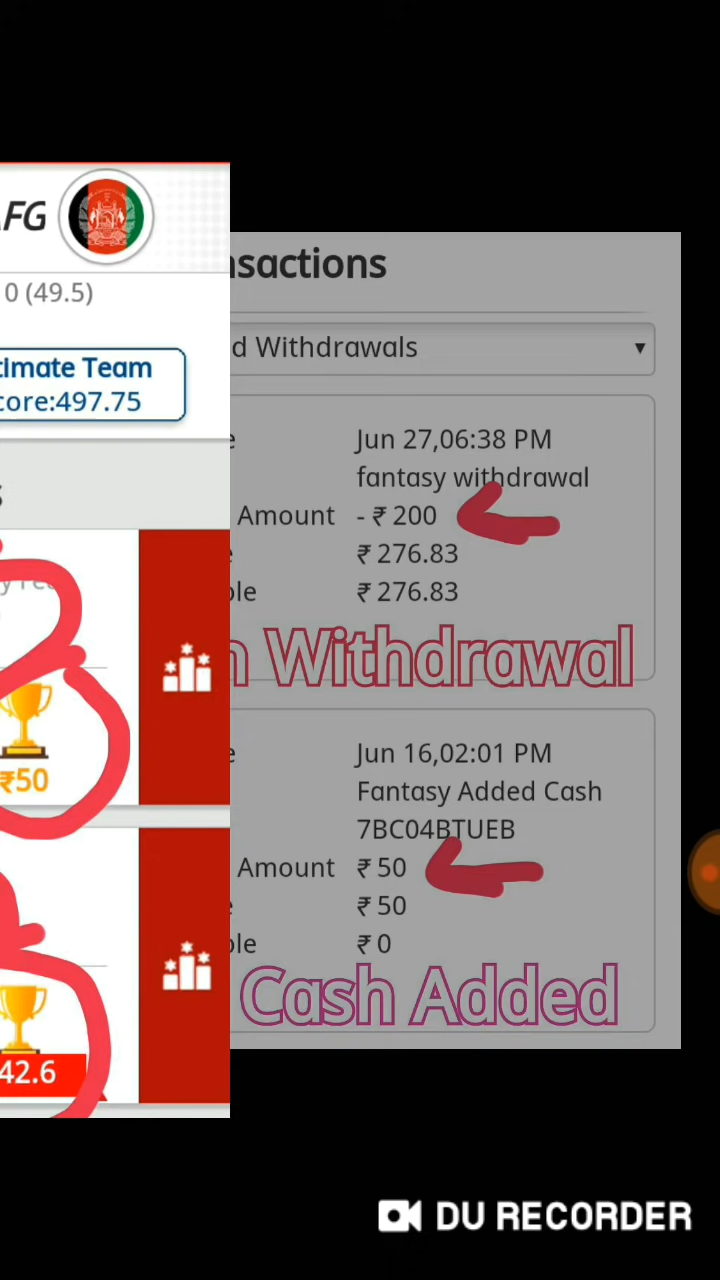 FG
0 (49.5)
timate Team
core:497.75
₹50
42.6
nsactions
d Withdrawals
Jun 27,06:38 PM
fantasy withdrawal
Amount - ₹ 200
₹ 276.83
ble ₹ 276.83
n Withdrawal
Jun 16,02:01 PM
Fantasy Added Cash
7BC04BTUEB
Amount ₹ 50
₹ 50
ble ₹ 0
Cash Added
DU RECORDER